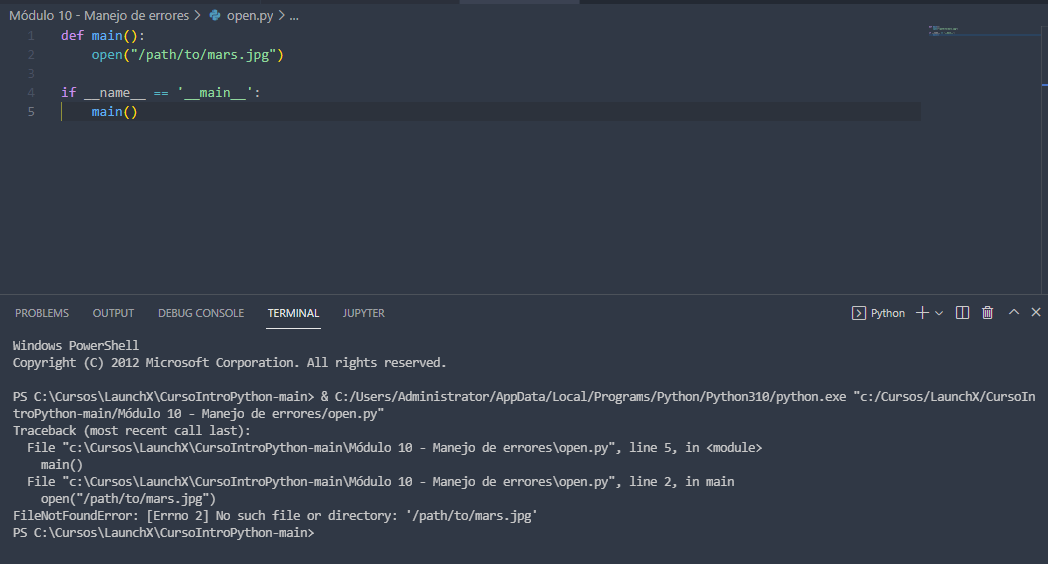 Módulo 10 - Manejo de errores > open.py > ...
1 def main():
2     open("/path/to/mars.jpg")
3
4 if __name__ == '__main__':
5     main()
PROBLEMS OUTPUT DEBUG CONSOLE TERMINAL JUPYTER Python
Windows PowerShell
Copyright (C) 2012 Microsoft Corporation. All rights reserved.
PS C:\Cursos\LaunchX\CursoIntroPython-main> & C:/Users/Administrator/AppData/Local/Programs/Python/Python310/python.exe "c:/Cursos/LaunchX/CursoIn
troPython-main/Módulo 10 - Manejo de errores/open.py"
Traceback (most recent call last):
  File "c:\Cursos\LaunchX\CursoIntroPython-main\Módulo 10 - Manejo de errores\open.py", line 5, in <module>
    main()
  File "c:\Cursos\LaunchX\CursoIntroPython-main\Módulo 10 - Manejo de errores\open.py", line 2, in main
    open("/path/to/mars.jpg")
FileNotFoundError: [Errno 2] No such file or directory: '/path/to/mars.jpg'
PS C:\Cursos\LaunchX\CursoIntroPython-main>